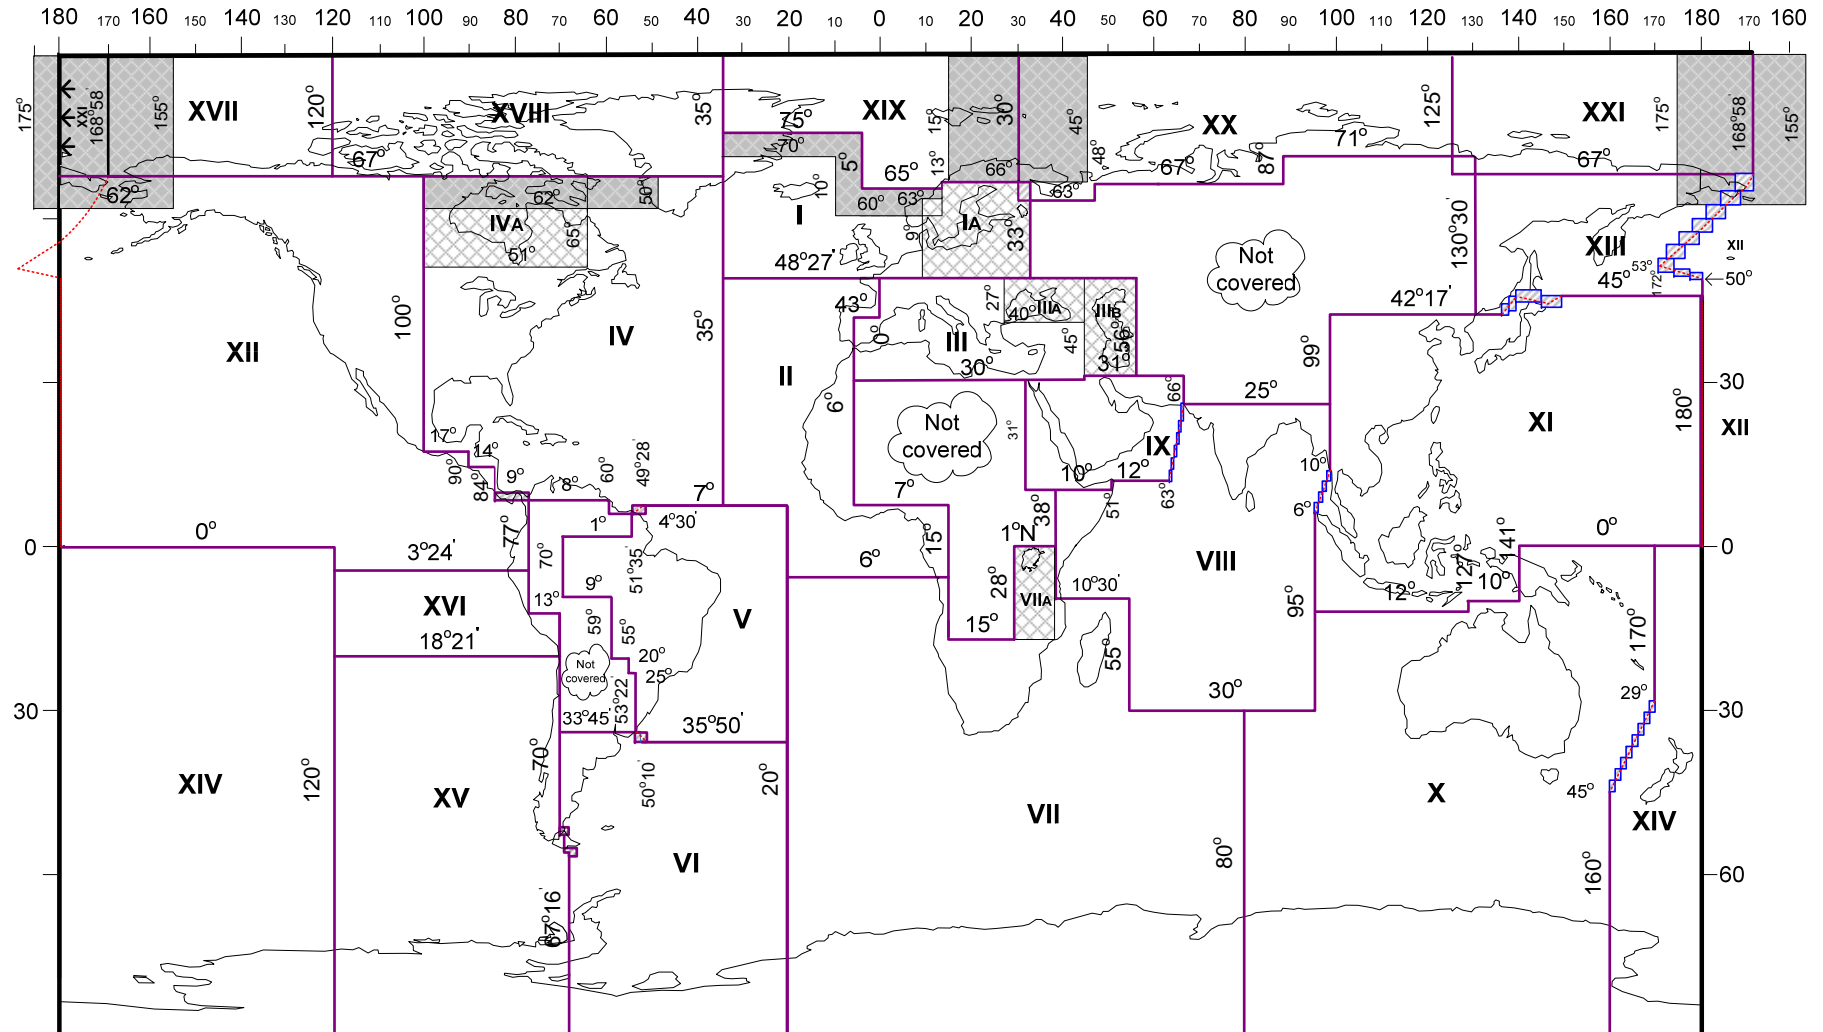 180 170 160 150 140 130 120 110 100 90 80 70 60 50 40 30 20 10 0 10 20 30 40 50 60 70 80 90 100 110 120 130 140 150 160 170 180 170 160
175° XXI 168°58' 155° XVII 120° XVIII 35° 75° XIX 15° 30° 45° XX 71° 125° XXI 175° 168°58' 155°
67° 70° 5° 65° 13° 66° 48° 67° 87° 67°
62° 62° 50° 10° 60° 63° 63°
IVA 65° I 9° IA 33° 130°30' XIII XII
51° 48°27' Not covered 45° 53° 172° 50°
100° IV 35° 43° 27° 40° IIIA IIIB 42°17'
XII 0° III 45° 56° 99°
II 30° 31° 30
6° 66° 25° 180°
17° 14° Not covered 31° IX XI XII
90° 84° 9° 8° 60° 49°28' 7° 7° 10° 12° 63° 10°
0 0° 77° 1° 4°30' 15° 1°N 38° 51° 6° 141° 0° 0
3°24' 70° 51°35' 6° 28° VIII 127°
XVI 13° 9° VIIA 10°30' 95° 12° 10°
18°21' 59° 55° V 15° 55° 170°
Not covered 20° 25°
30 33°45' 53°22' 35°50' 30° 29° 30
XIV 120° XV 70° 50°10' 20° X 45°
VII XIV
VI 80° 160° 60
67°16'